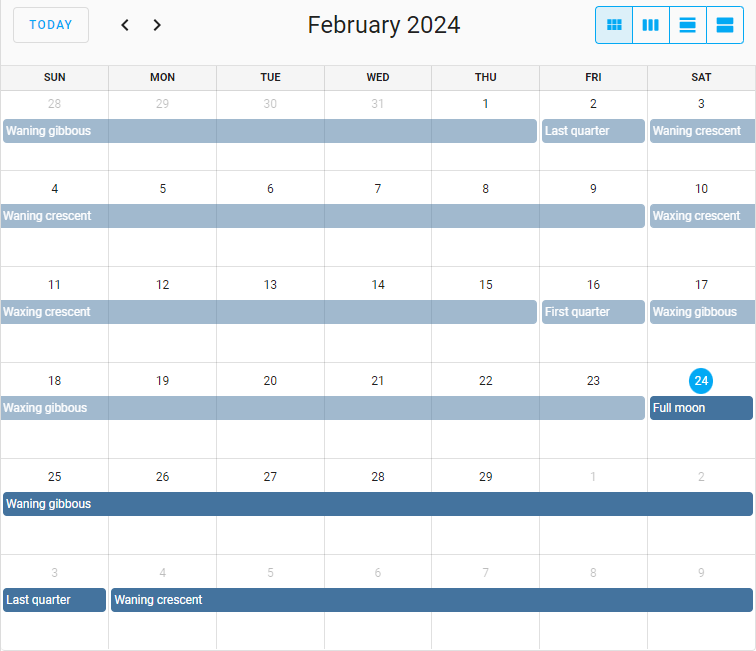 TODAY February 2024
SUN MON TUE WED THU FRI SAT
28 29 30 31 1 2 3
Waning gibbous Last quarter Waning crescent
4 5 6 7 8 9 10
Waning crescent Waxing crescent
11 12 13 14 15 16 17
Waxing crescent First quarter Waxing gibbous
18 19 20 21 22 23 24
Waxing gibbous Full moon
25 26 27 28 29 1 2
Waning gibbous
3 4 5 6 7 8 9
Last quarter Waning crescent